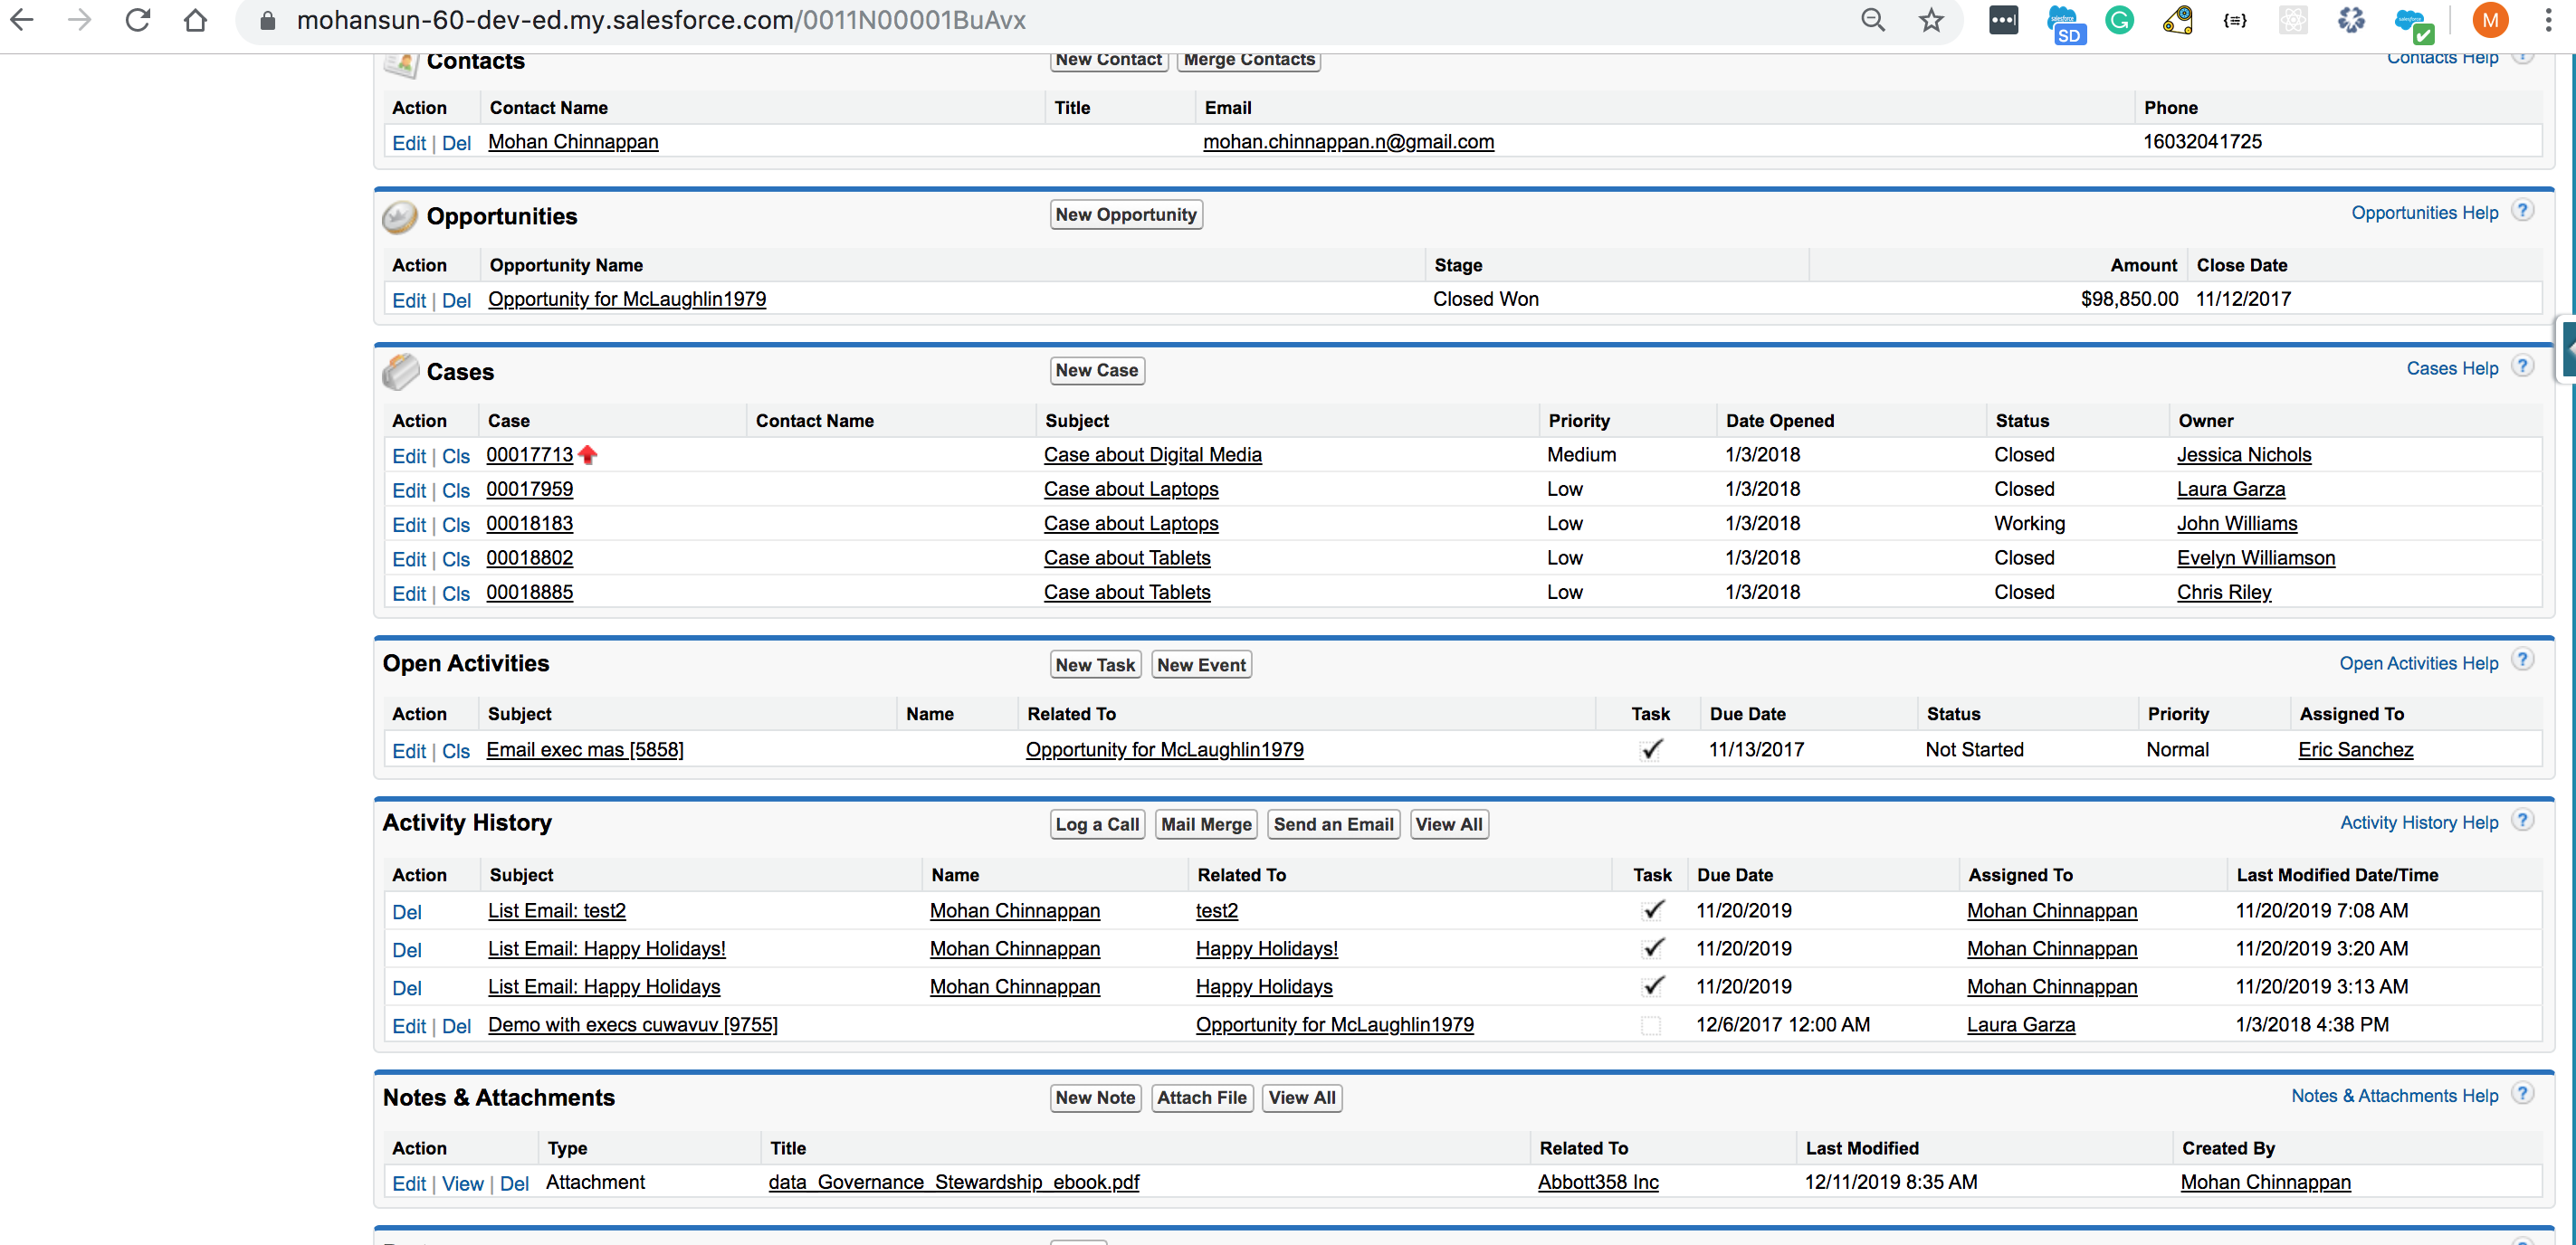 mohansun-60-dev-ed.my.salesforce.com/0011N00001BuAvx
SD
M
Contacts New Contact Merge Contacts Contacts Help ?
Action Contact Name Title Email Phone
Edit | Del Mohan Chinnappan mohan.chinnappan.n@gmail.com 16032041725
Opportunities New Opportunity Opportunities Help ?
Action Opportunity Name Stage Amount Close Date
Edit | Del Opportunity for McLaughlin1979 Closed Won $98,850.00 11/12/2017
Cases New Case Cases Help ?
Action Case Contact Name Subject Priority Date Opened Status Owner
Edit | Cls 00017713 Case about Digital Media Medium 1/3/2018 Closed Jessica Nichols
Edit | Cls 00017959 Case about Laptops Low 1/3/2018 Closed Laura Garza
Edit | Cls 00018183 Case about Laptops Low 1/3/2018 Working John Williams
Edit | Cls 00018802 Case about Tablets Low 1/3/2018 Closed Evelyn Williamson
Edit | Cls 00018885 Case about Tablets Low 1/3/2018 Closed Chris Riley
Open Activities New Task New Event Open Activities Help ?
Action Subject Name Related To Task Due Date Status Priority Assigned To
Edit | Cls Email exec mas [5858] Opportunity for McLaughlin1979 11/13/2017 Not Started Normal Eric Sanchez
Activity History Log a Call Mail Merge Send an Email View All Activity History Help ?
Action Subject Name Related To Task Due Date Assigned To Last Modified Date/Time
Del List Email: test2 Mohan Chinnappan test2 11/20/2019 Mohan Chinnappan 11/20/2019 7:08 AM
Del List Email: Happy Holidays! Mohan Chinnappan Happy Holidays! 11/20/2019 Mohan Chinnappan 11/20/2019 3:20 AM
Del List Email: Happy Holidays Mohan Chinnappan Happy Holidays 11/20/2019 Mohan Chinnappan 11/20/2019 3:13 AM
Edit | Del Demo with execs cuwavuv [9755] Opportunity for McLaughlin1979 12/6/2017 12:00 AM Laura Garza 1/3/2018 4:38 PM
Notes & Attachments New Note Attach File View All Notes & Attachments Help ?
Action Type Title Related To Last Modified Created By
Edit | View | Del Attachment data_Governance_Stewardship_ebook.pdf Abbott358 Inc 12/11/2019 8:35 AM Mohan Chinnappan